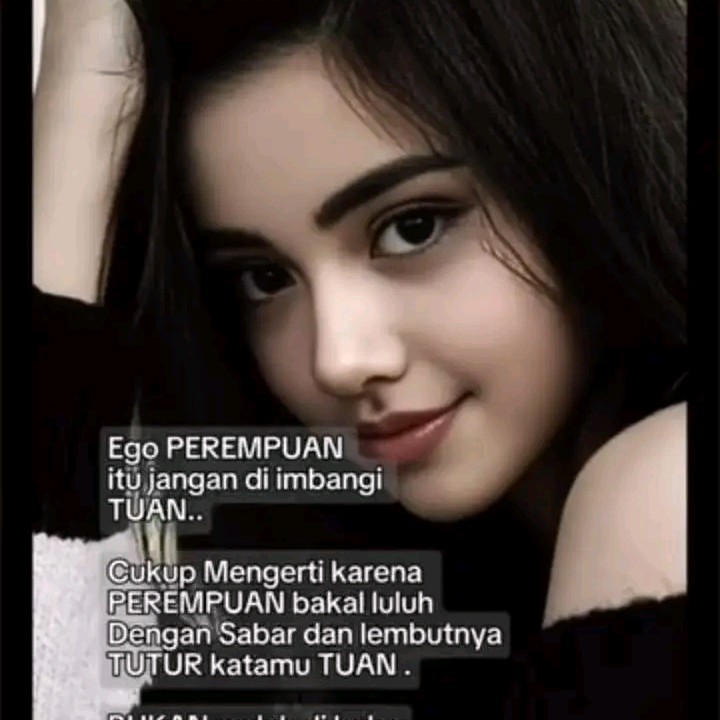 Ego PEREMPUAN
itu jangan di imbangi
TUAN..
Cukup Mengerti karena
PEREMPUAN bakal luluh
Dengan Sabar dan lembutnya
TUTUR katamu TUAN .
BUKAN